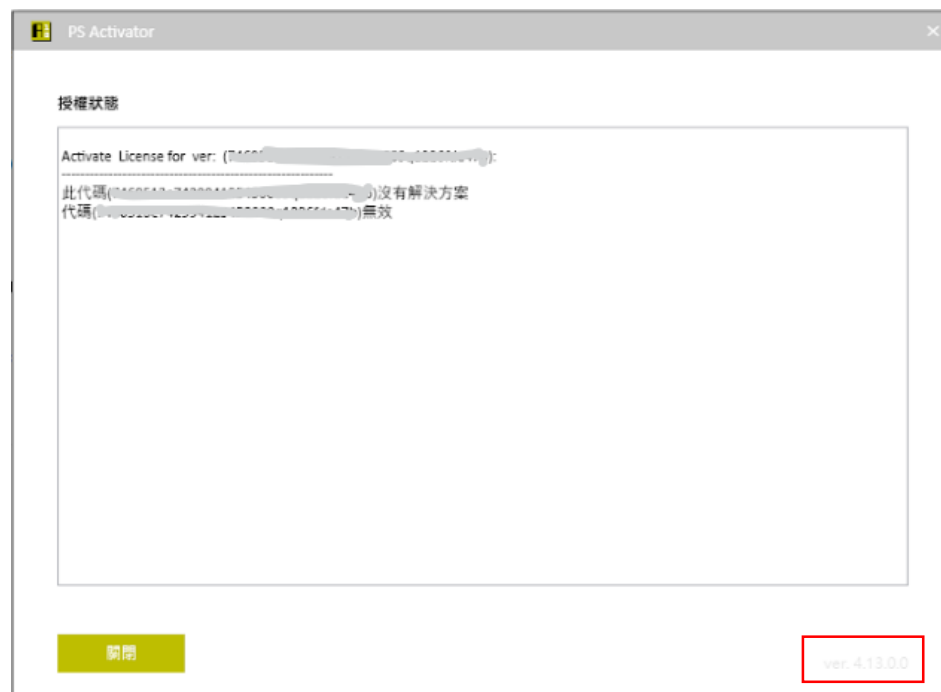 PS Activator
授權狀態
Activate License for ver: (
此代碼( )沒有解決方案
代碼( )無效
關閉
ver. 4.13.0.0